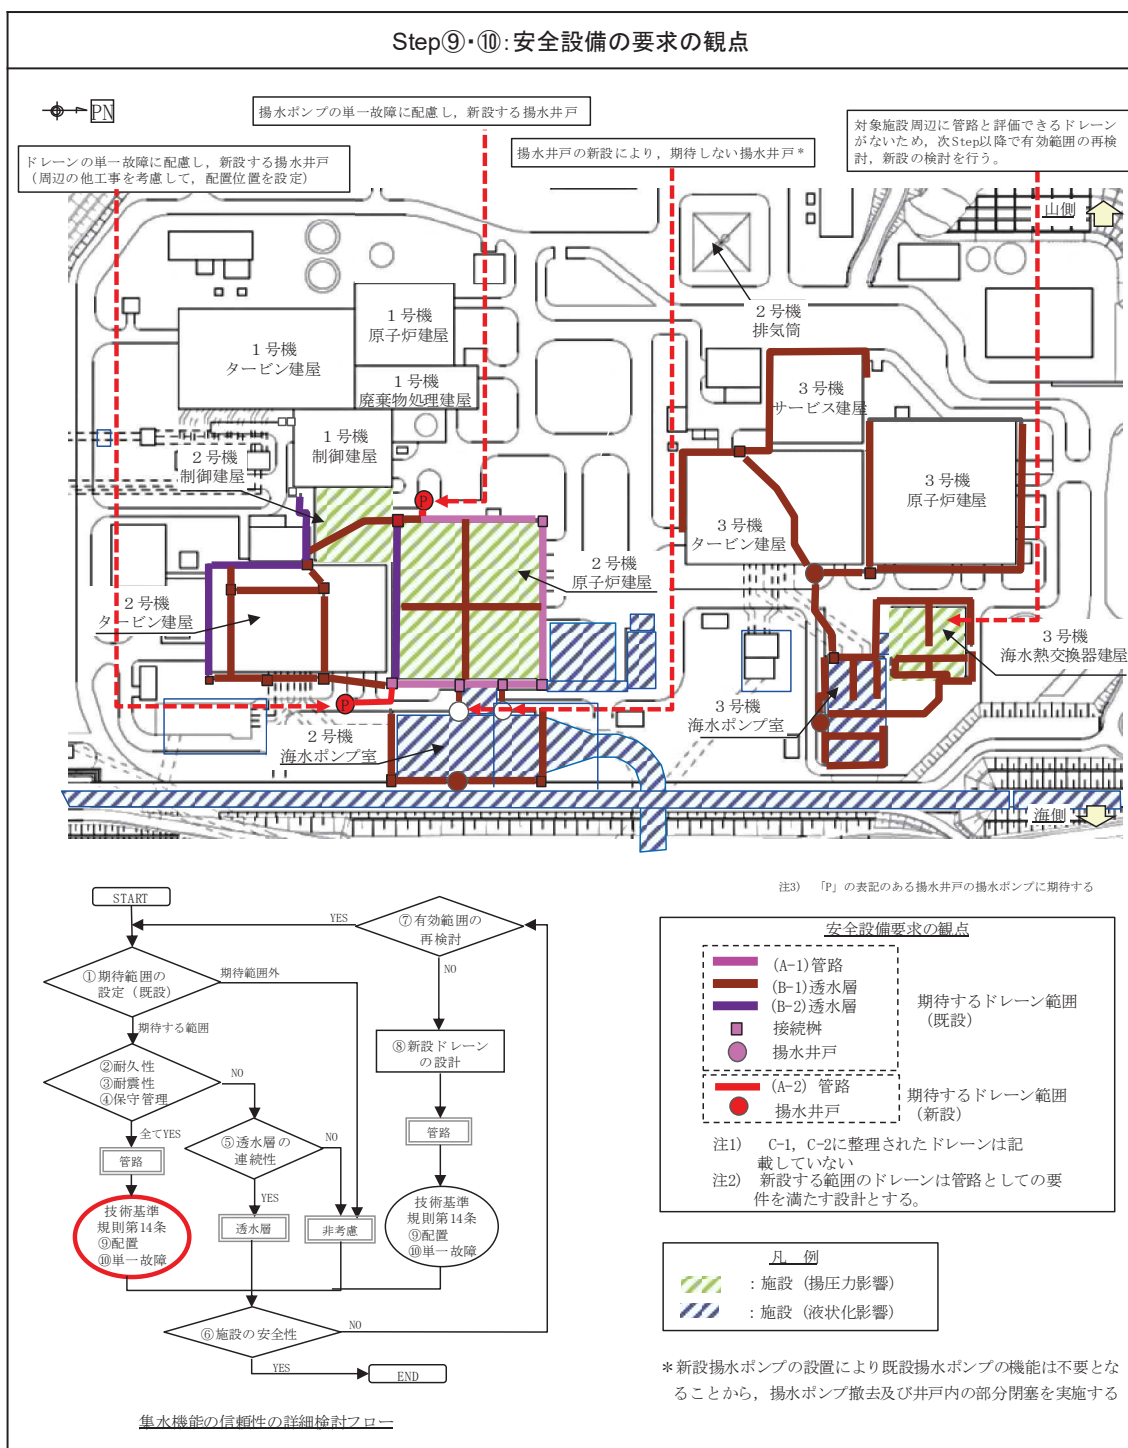 Step⑨・⑩：安全設備の要求の観点
PN
揚水ポンプの単一故障に配慮し，新設する揚水井戸
ドレーンの単一故障に配慮し，新設する揚水井戸
（周辺の他工事を考慮して，配置位置を設定）
揚水井戸の新設により，期待しない揚水井戸＊
対象施設周辺に管路と評価できるドレーン
がないため，次Step以降で有効範囲の再検
討，新設の検討を行う。
山側
２号機
排気筒
１号機
原子炉建屋
１号機
タービン建屋
１号機
廃棄物処理建屋
３号機
サービス建屋
１号機
制御建屋
２号機
制御建屋
３号機
原子炉建屋
P
３号機
タービン建屋
２号機
原子炉建屋
２号機
タービン建屋
３号機
海水熱交換器建屋
P
３号機
海水ポンプ室
２号機
海水ポンプ室
海側
注3） 「P」の表記のある揚水井戸の揚水ポンプに期待する
START
YES
⑦有効範囲の
再検討
NO
①期待範囲の
設定（既設）
期待範囲外
期待する範囲
⑧新設ドレーン
の設計
②耐久性
③耐震性
④保守管理
NO
全てYES
⑤透水層の
連続性
NO
管路
管路
YES
技術基準
規則第14条
⑨配置
⑩単一故障
透水層
非考慮
技術基準
規則第14条
⑨配置
⑩単一故障
⑥施設の安全性
NO
YES
END
集水機能の信頼性の詳細検討フロー
安全設備要求の観点
(A-1)管路
(B-1)透水層
(B-2)透水層
接続桝
揚水井戸
期待するドレーン範囲
（既設）
(A-2) 管路
揚水井戸
期待するドレーン範囲
（新設）
注1） C-1, C-2に整理されたドレーンは記
載していない
注2） 新設する範囲のドレーンは管路としての要
件を満たす設計とする。
凡 例
：施設（揚圧力影響）
：施設（液状化影響）
＊新設揚水ポンプの設置により既設揚水ポンプの機能は不要とな
ることから，揚水ポンプ撤去及び井戸内の部分閉塞を実施する